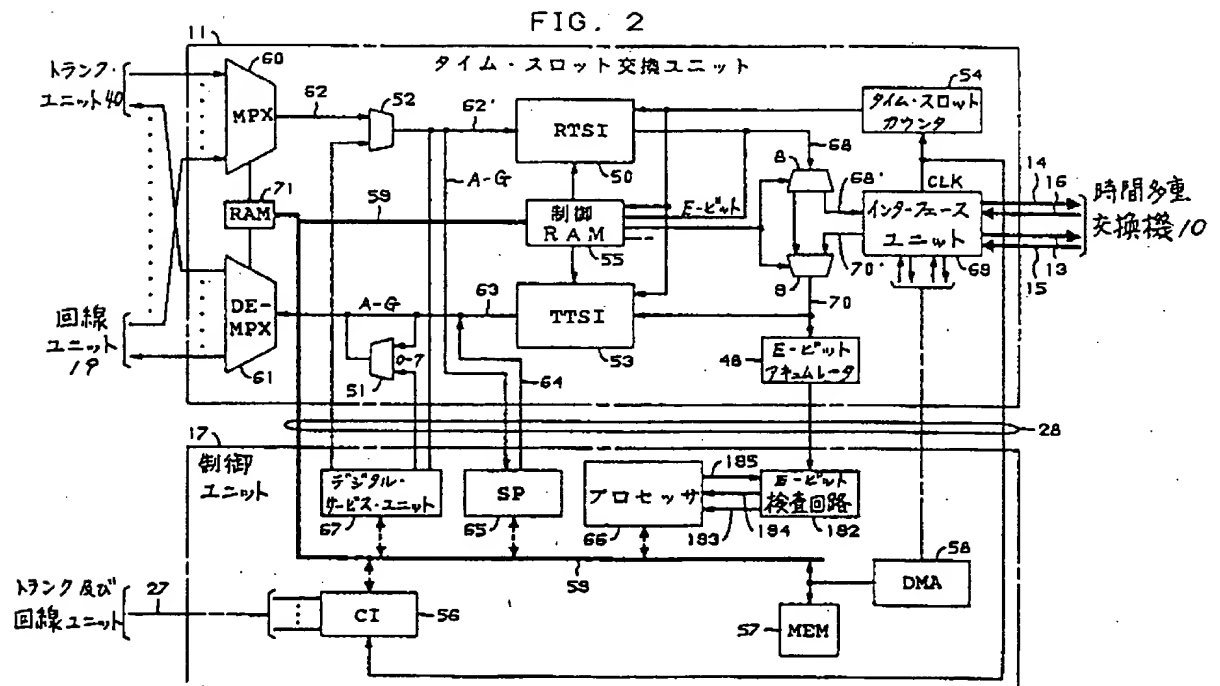 FIG. 2
11
タイム・スロット交換ユニット
トランク・
ユニット40
60
MPX
62
52
62'
RTSI
50
54
タイム・スロット
カウンタ
68
8
68'
A-G
71
RAM
59
制御
RAM
55
E-ビット
CLK
インターフェース
ユニット
69
14
16
13
15
時間多重
交換機10
回線
ユニット
19
DE-
MPX
61
A-G
63
TTSI
53
8
70'
70
0-7
51
64
48
E-ビット
アキュムレータ
28
17
制御
ユニット
デジタル・
サービス・ユニット
67
SP
65
プロセッサ
66
185
184
183
E-ビット
検査回路
182
59
58
DMA
トランク及び
回線ユニット
27
CI
56
57
MEM